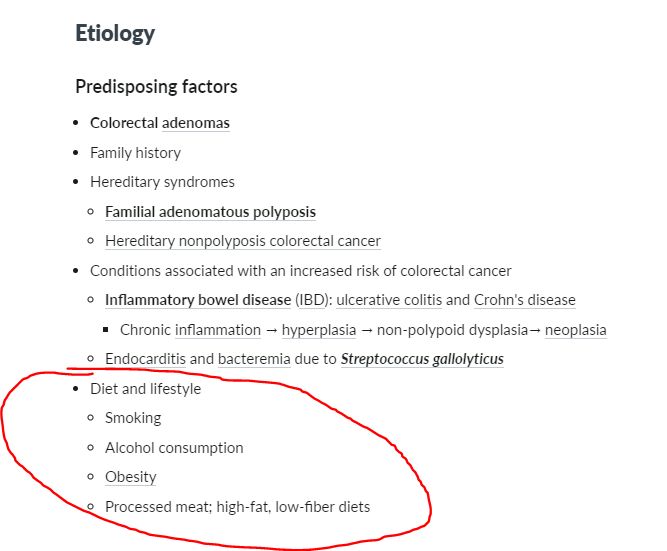 Etiology
Predisposing factors
Colorectal adenomas
Family history
Hereditary syndromes
Familial adenomatous polyposis
Hereditary nonpolyposis colorectal cancer
Conditions associated with an increased risk of colorectal cancer
Inflammatory bowel disease (IBD): ulcerative colitis and Crohn's disease
Chronic inflammation → hyperplasia → non-polypoid dysplasia→ neoplasia
Endocarditis and bacteremia due to Streptococcus gallolyticus
Diet and lifestyle
Smoking
Alcohol consumption
Obesity
Processed meat; high-fat, low-fiber diets